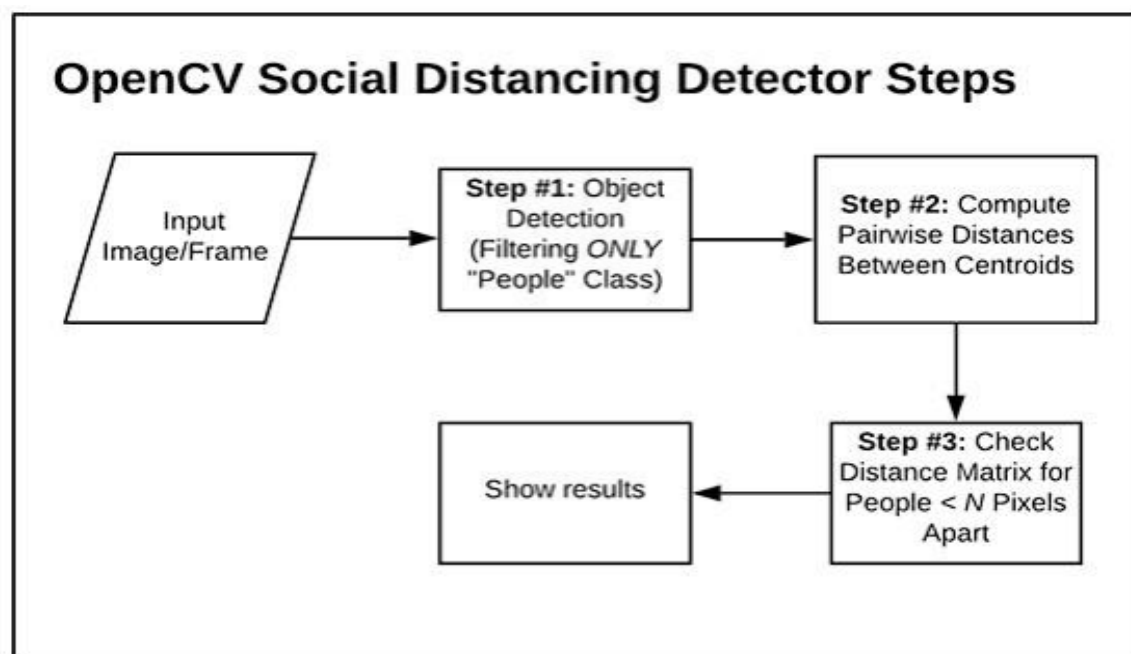 OpenCV Social Distancing Detector Steps
Input
Image/Frame
Step #1: Object
Detection
(Filtering ONLY
"People" Class)
Step #2: Compute
Pairwise Distances
Between Centroids
Step #3: Check
Distance Matrix for
People < N Pixels
Apart
Show results